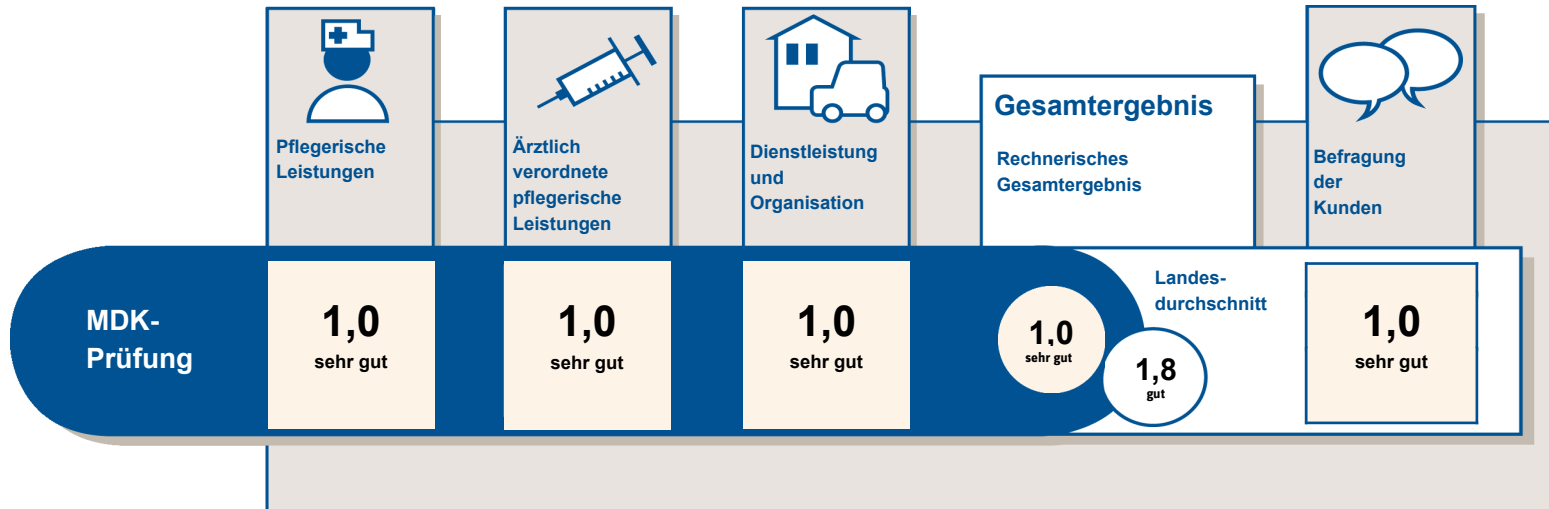 Pflegerische
Leistungen
Ärztlich
verordnete
pflegerische
Leistungen
Dienstleistung
und
Organisation
Gesamtergebnis
Rechnerisches
Gesamtergebnis
Befragung
der
Kunden
MDK-
Prüfung
1,0
sehr gut
1,0
sehr gut
1,0
sehr gut
1,0
sehr gut
Landes-
durchschnitt
1,8
gut
1,0
sehr gut